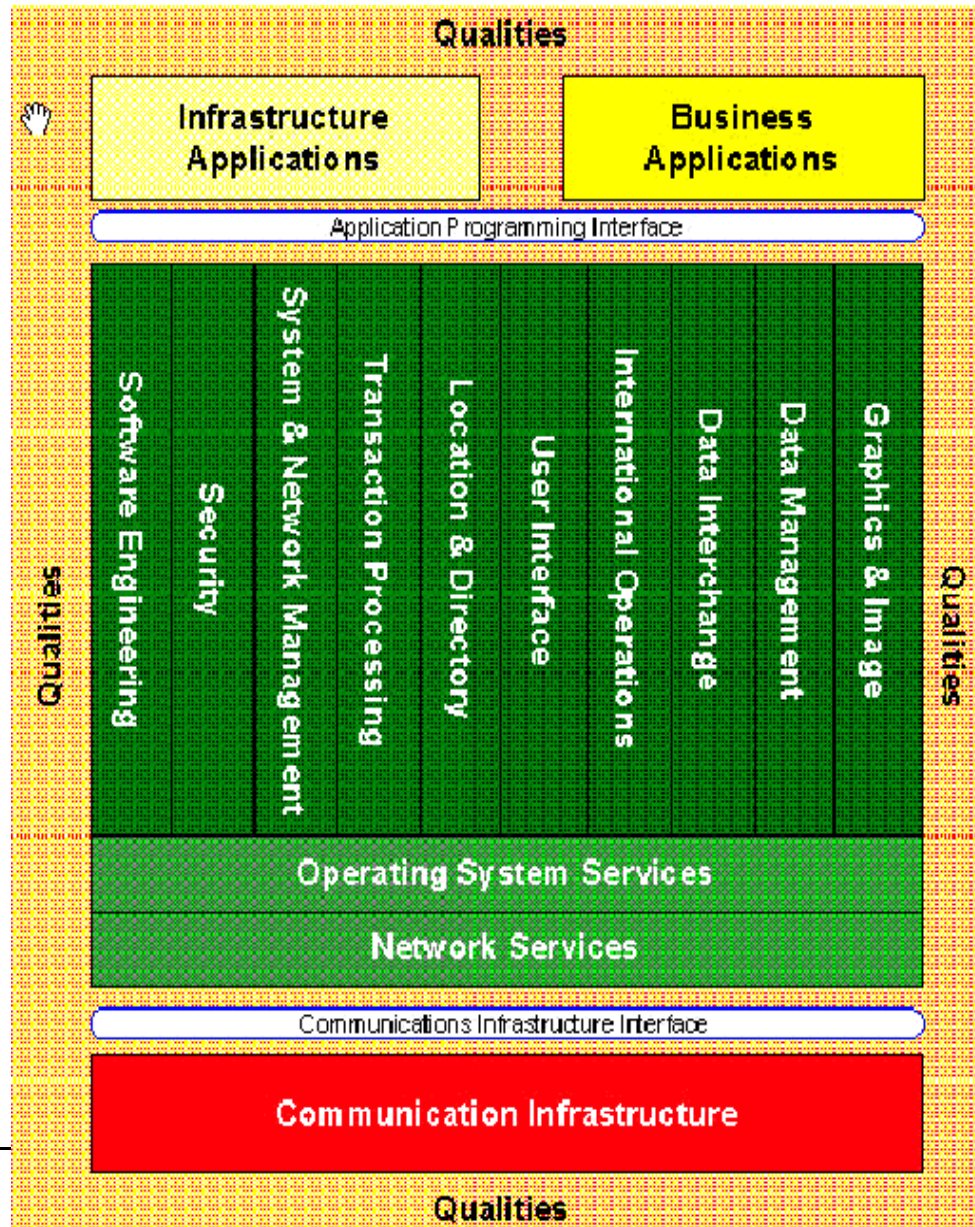 Qualities
Infrastructure
Applications
Business
Applications
Application Programming Interface
Software Engineering
Security
System & Network Management
Transaction Processing
Location & Directory
User Interface
International Operations
Data Interchange
Data Management
Graphics & Image
Qualities
Qualities
Operating System Services
Network Services
Communications Infrastructure Interface
Communication Infrastructure
Qualities